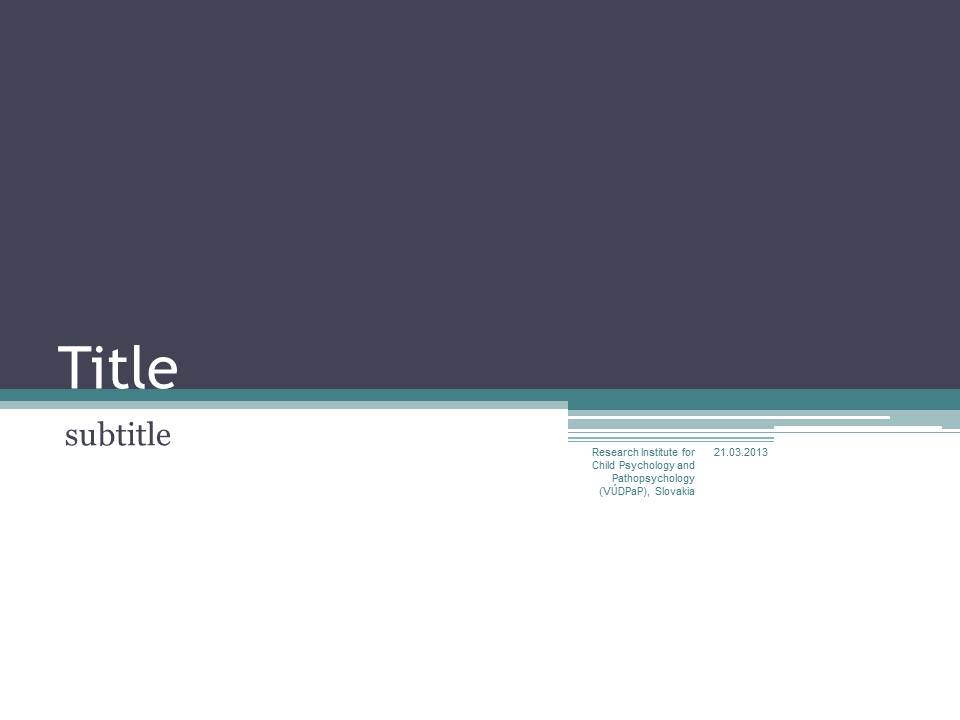 Title
subtitle
Research Institute for
Child Psychology and
Pathopsychology
(VÚDPaP), Slovakia
21.03.2013